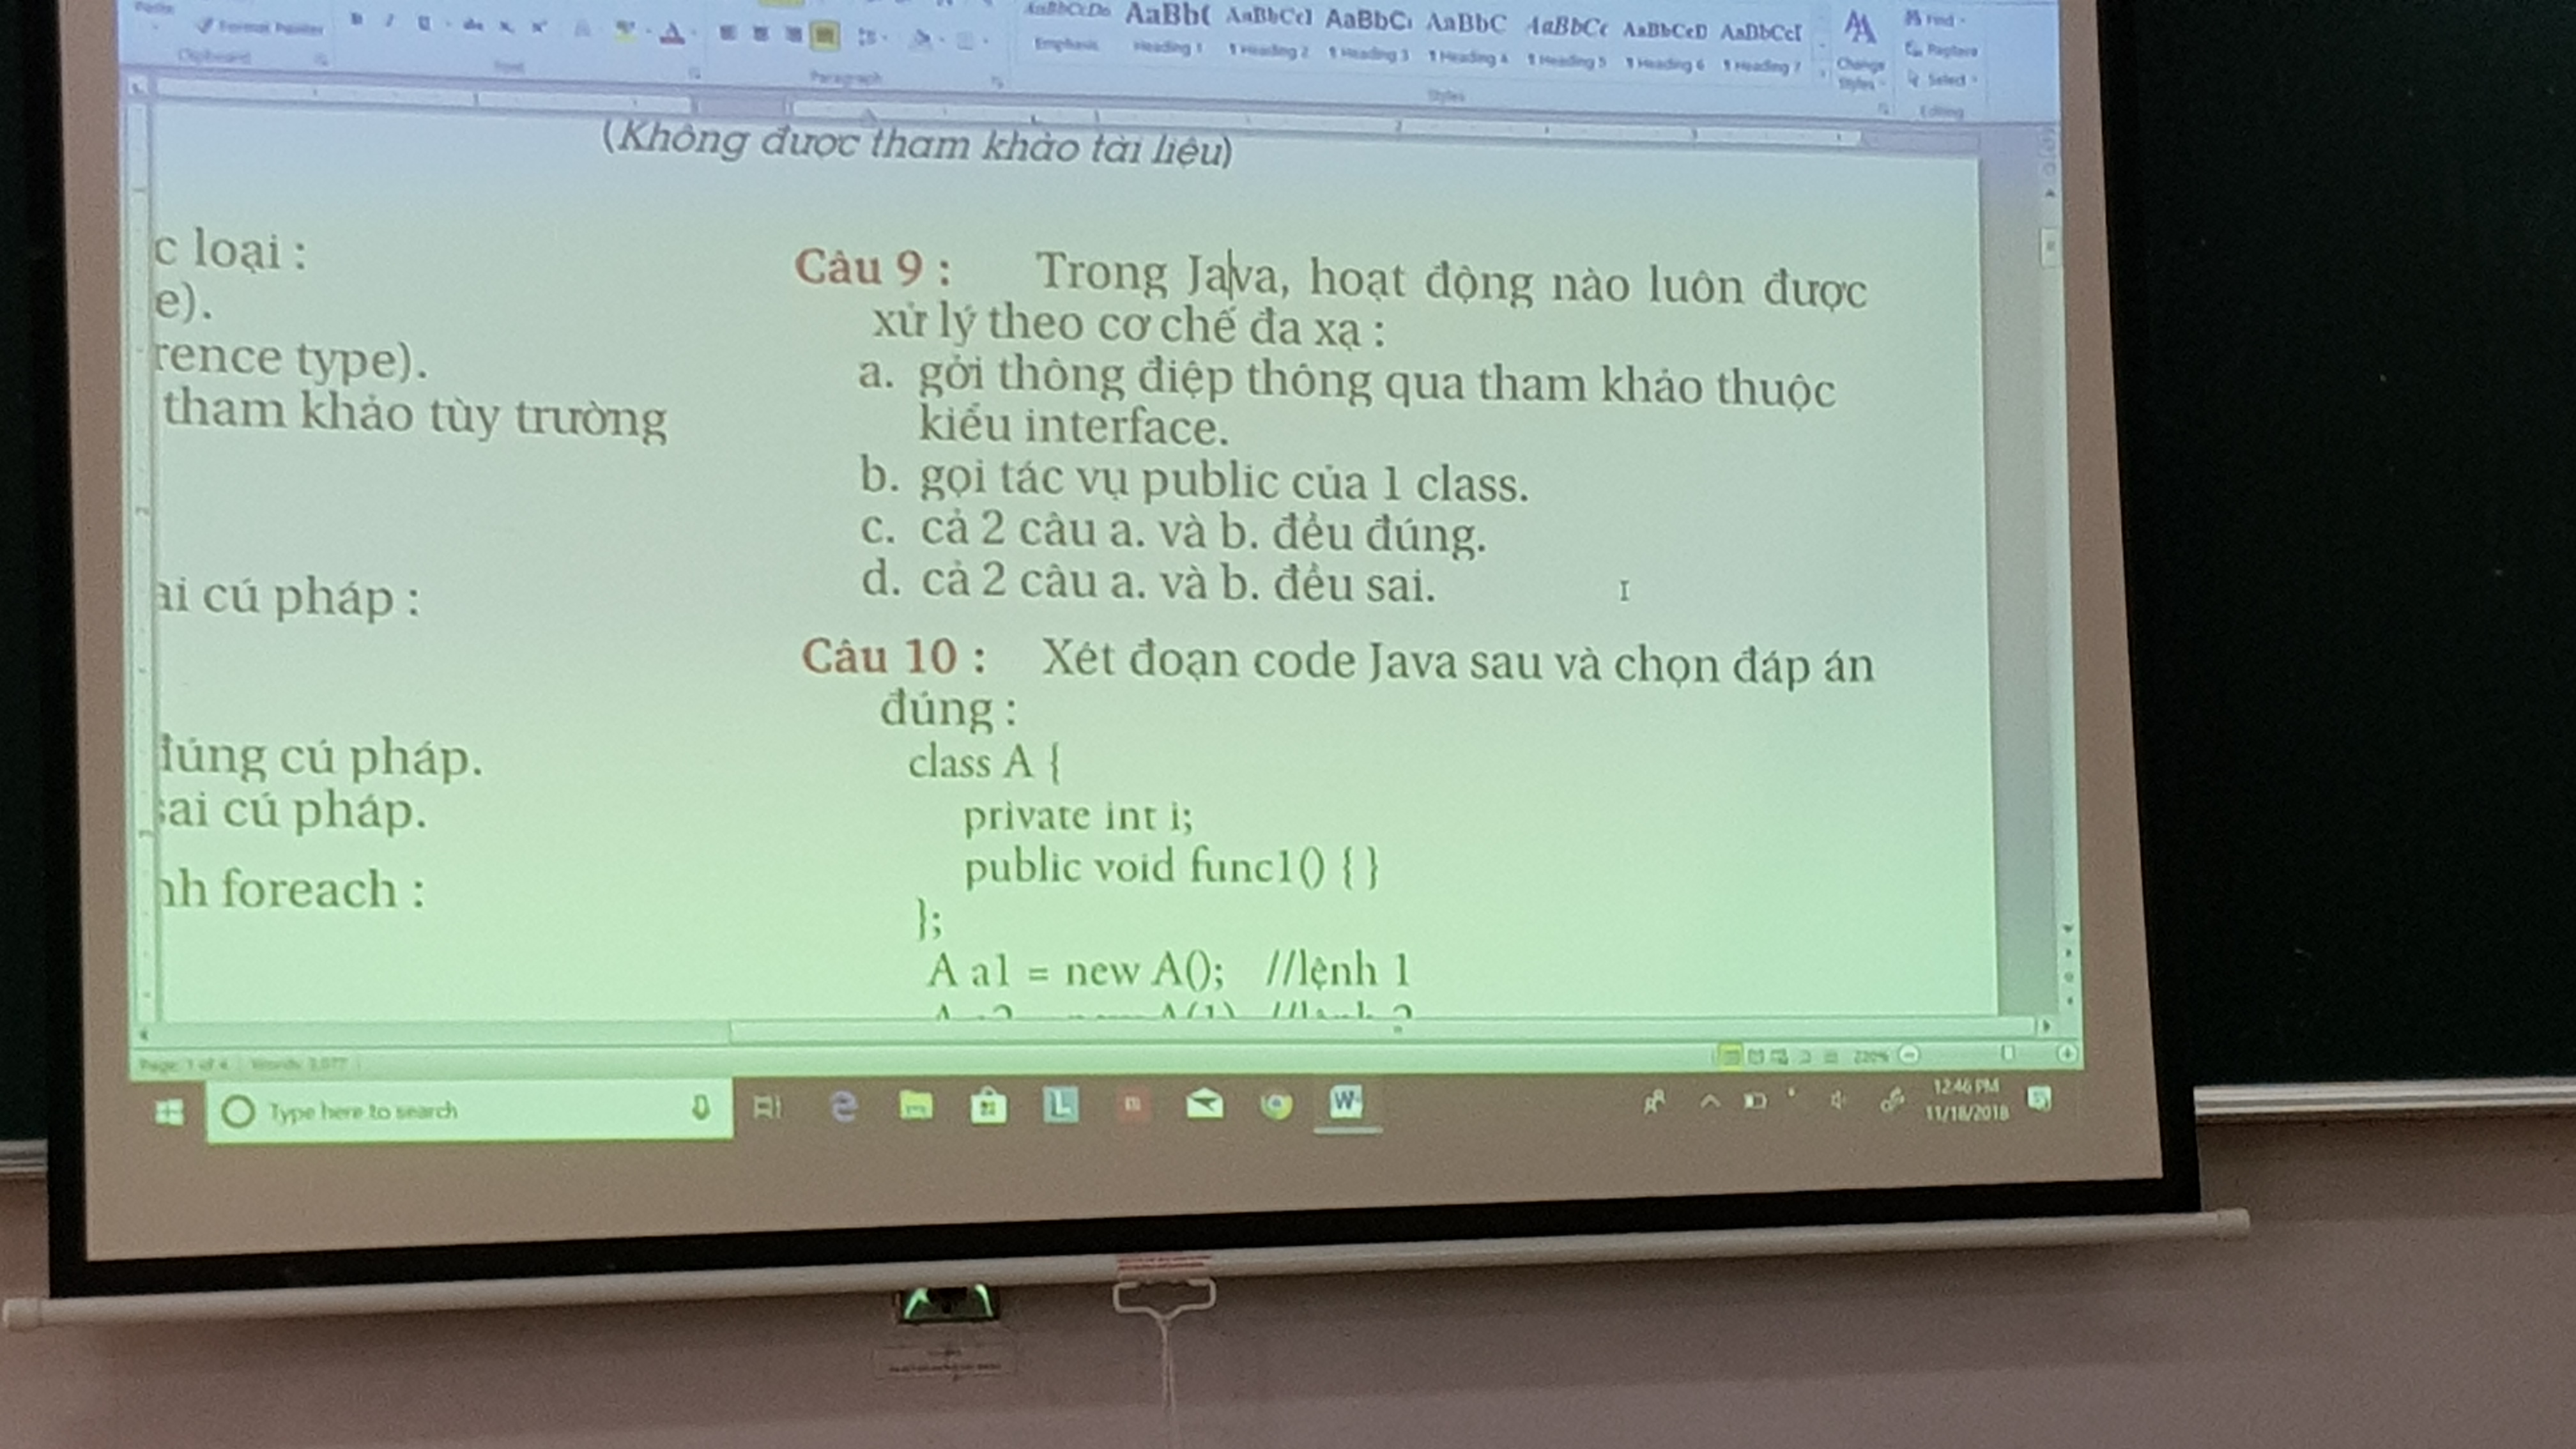 Format Painter
Clipboard
Font
Paragraph
AaBbCcDc AaBb( AaBbCcI AaBbC AaBbC AaBbCc AaBbCcD AaBbCcI
Emphasis Heading 1 ¶ Heading 2 ¶ Heading 3 ¶ Heading 4 ¶ Heading 5 ¶ Heading 6 ¶ Heading 7
Styles
Change
Styles
Find
Replace
Select
Editing
(Không được tham khảo tài liệu)
c loại :
e).
rence type).
tham khảo tùy trường
ai cú pháp :
đúng cú pháp.
sai cú pháp.
nh foreach :
Câu 9 : Trong Java, hoạt động nào luôn được
xử lý theo cơ chế đa xạ :
a. gởi thông điệp thông qua tham khảo thuộc
kiểu interface.
b. gọi tác vụ public của 1 class.
c. cả 2 câu a. và b. đều đúng.
d. cả 2 câu a. và b. đều sai.
Câu 10 : Xét đoạn code Java sau và chọn đáp án
đúng :
class A {
private int i;
public void func1() { }
};
A a1 = new A(); //lệnh 1
Page: 1 of 4
220%
Type here to search
12:46 PM
11/18/2018